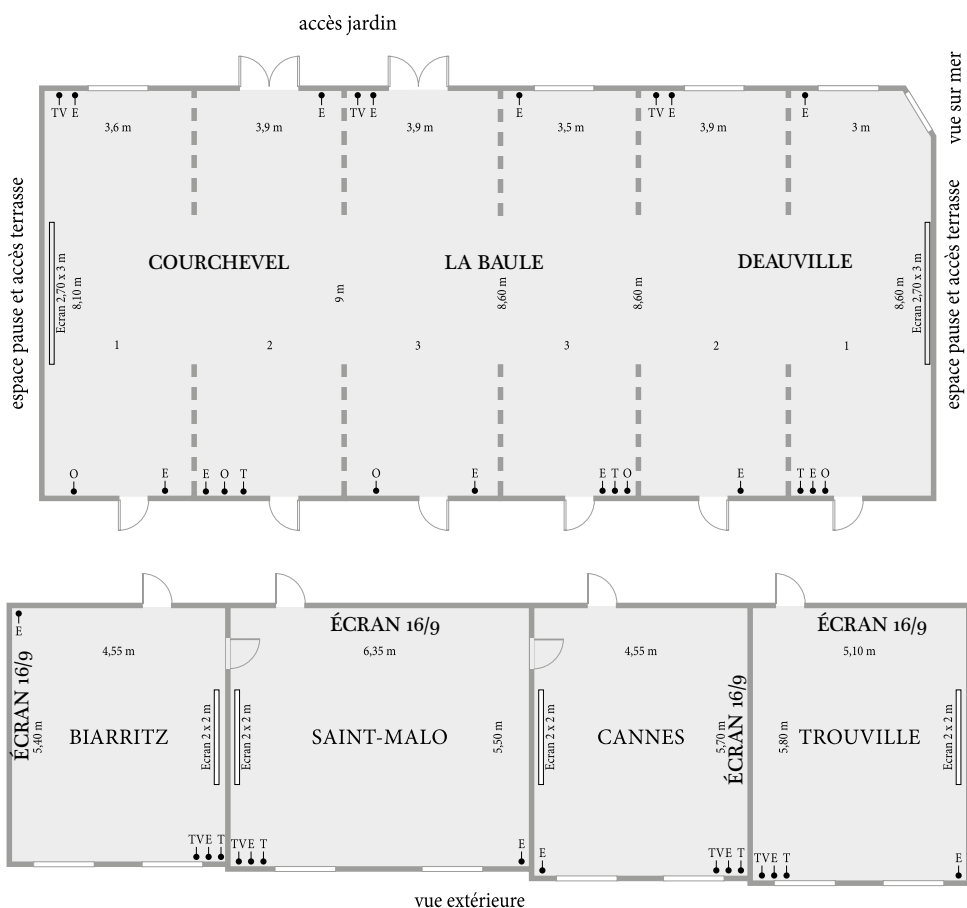 accès jardin
vue sur mer
TV E E TV E E TV E E
3,6 m 3,9 m 3,9 m 3,5 m 3,9 m 3 m
espace pause et accès terrasse
espace pause et accès terrasse
COURCHEVEL LA BAULE DEAUVILLE
Ecran 2,70 x 3 m
8,10 m
9 m
8,60 m
8,60 m
8,60 m
Ecran 2,70 x 3 m
1 2 3 3 2 1
O E E O T O E E T O E T E O
ÉCRAN 16/9 ÉCRAN 16/9
E
4,55 m 6,35 m 4,55 m 5,10 m
ÉCRAN 16/9
5,40 m
BIARRITZ
Ecran 2 x 2 m
Ecran 2 x 2 m
SAINT-MALO
5,50 m
Ecran 2 x 2 m
CANNES
5,70 m
ÉCRAN 16/9
5,80 m
TROUVILLE
Ecran 2 x 2 m
TV E T TV E T E E TV E T TV E T E
vue extérieure